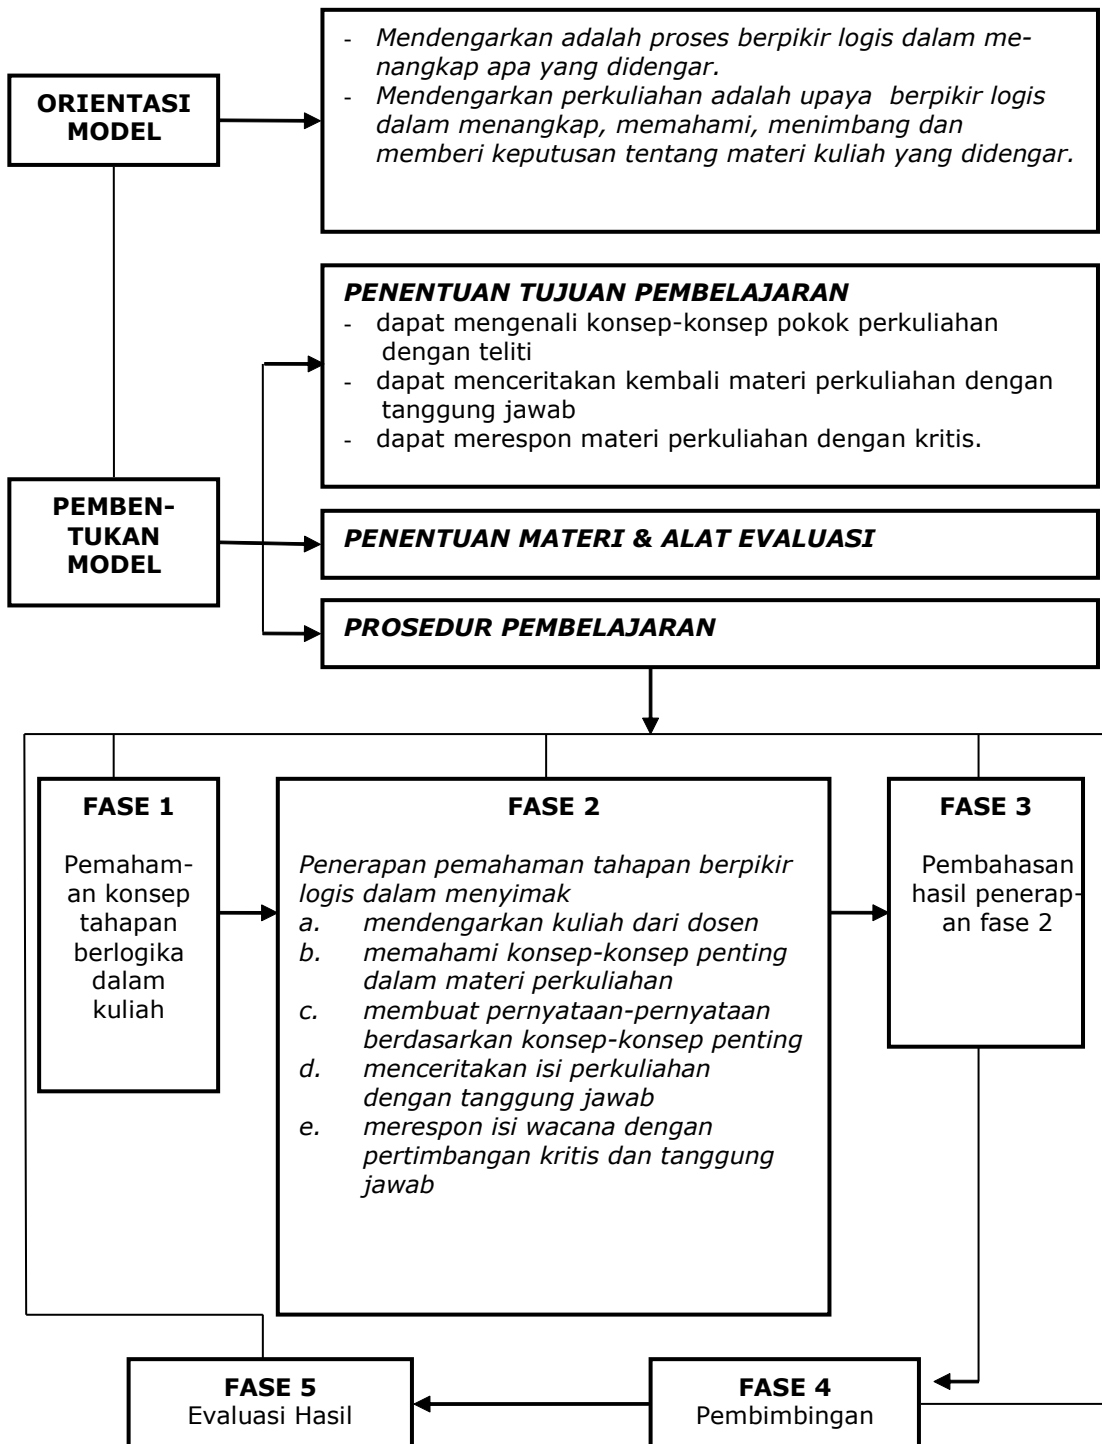 - Mendengarkan adalah proses berpikir logis dalam me-
nangkap apa yang didengar.
- Mendengarkan perkuliahan adalah upaya berpikir logis
dalam menangkap, memahami, menimbang dan
memberi keputusan tentang materi kuliah yang didengar.
ORIENTASI
MODEL
PENENTUAN TUJUAN PEMBELAJARAN
- dapat mengenali konsep-konsep pokok perkuliahan
dengan teliti
- dapat menceritakan kembali materi perkuliahan dengan
tanggung jawab
- dapat merespon materi perkuliahan dengan kritis.
PEMBEN-
TUKAN
MODEL
PENENTUAN MATERI & ALAT EVALUASI
PROSEDUR PEMBELAJARAN
FASE 1
Pemaham-
an konsep
tahapan
berlogika
dalam
kuliah
FASE 2
Penerapan pemahaman tahapan berpikir
logis dalam menyimak
a. mendengarkan kuliah dari dosen
b. memahami konsep-konsep penting
dalam materi perkuliahan
c. membuat pernyataan-pernyataan
berdasarkan konsep-konsep penting
d. menceritakan isi perkuliahan
dengan tanggung jawab
e. merespon isi wacana dengan
pertimbangan kritis dan tanggung
jawab
FASE 3
Pembahasan
hasil penerap-
an fase 2
FASE 5
Evaluasi Hasil
FASE 4
Pembimbingan